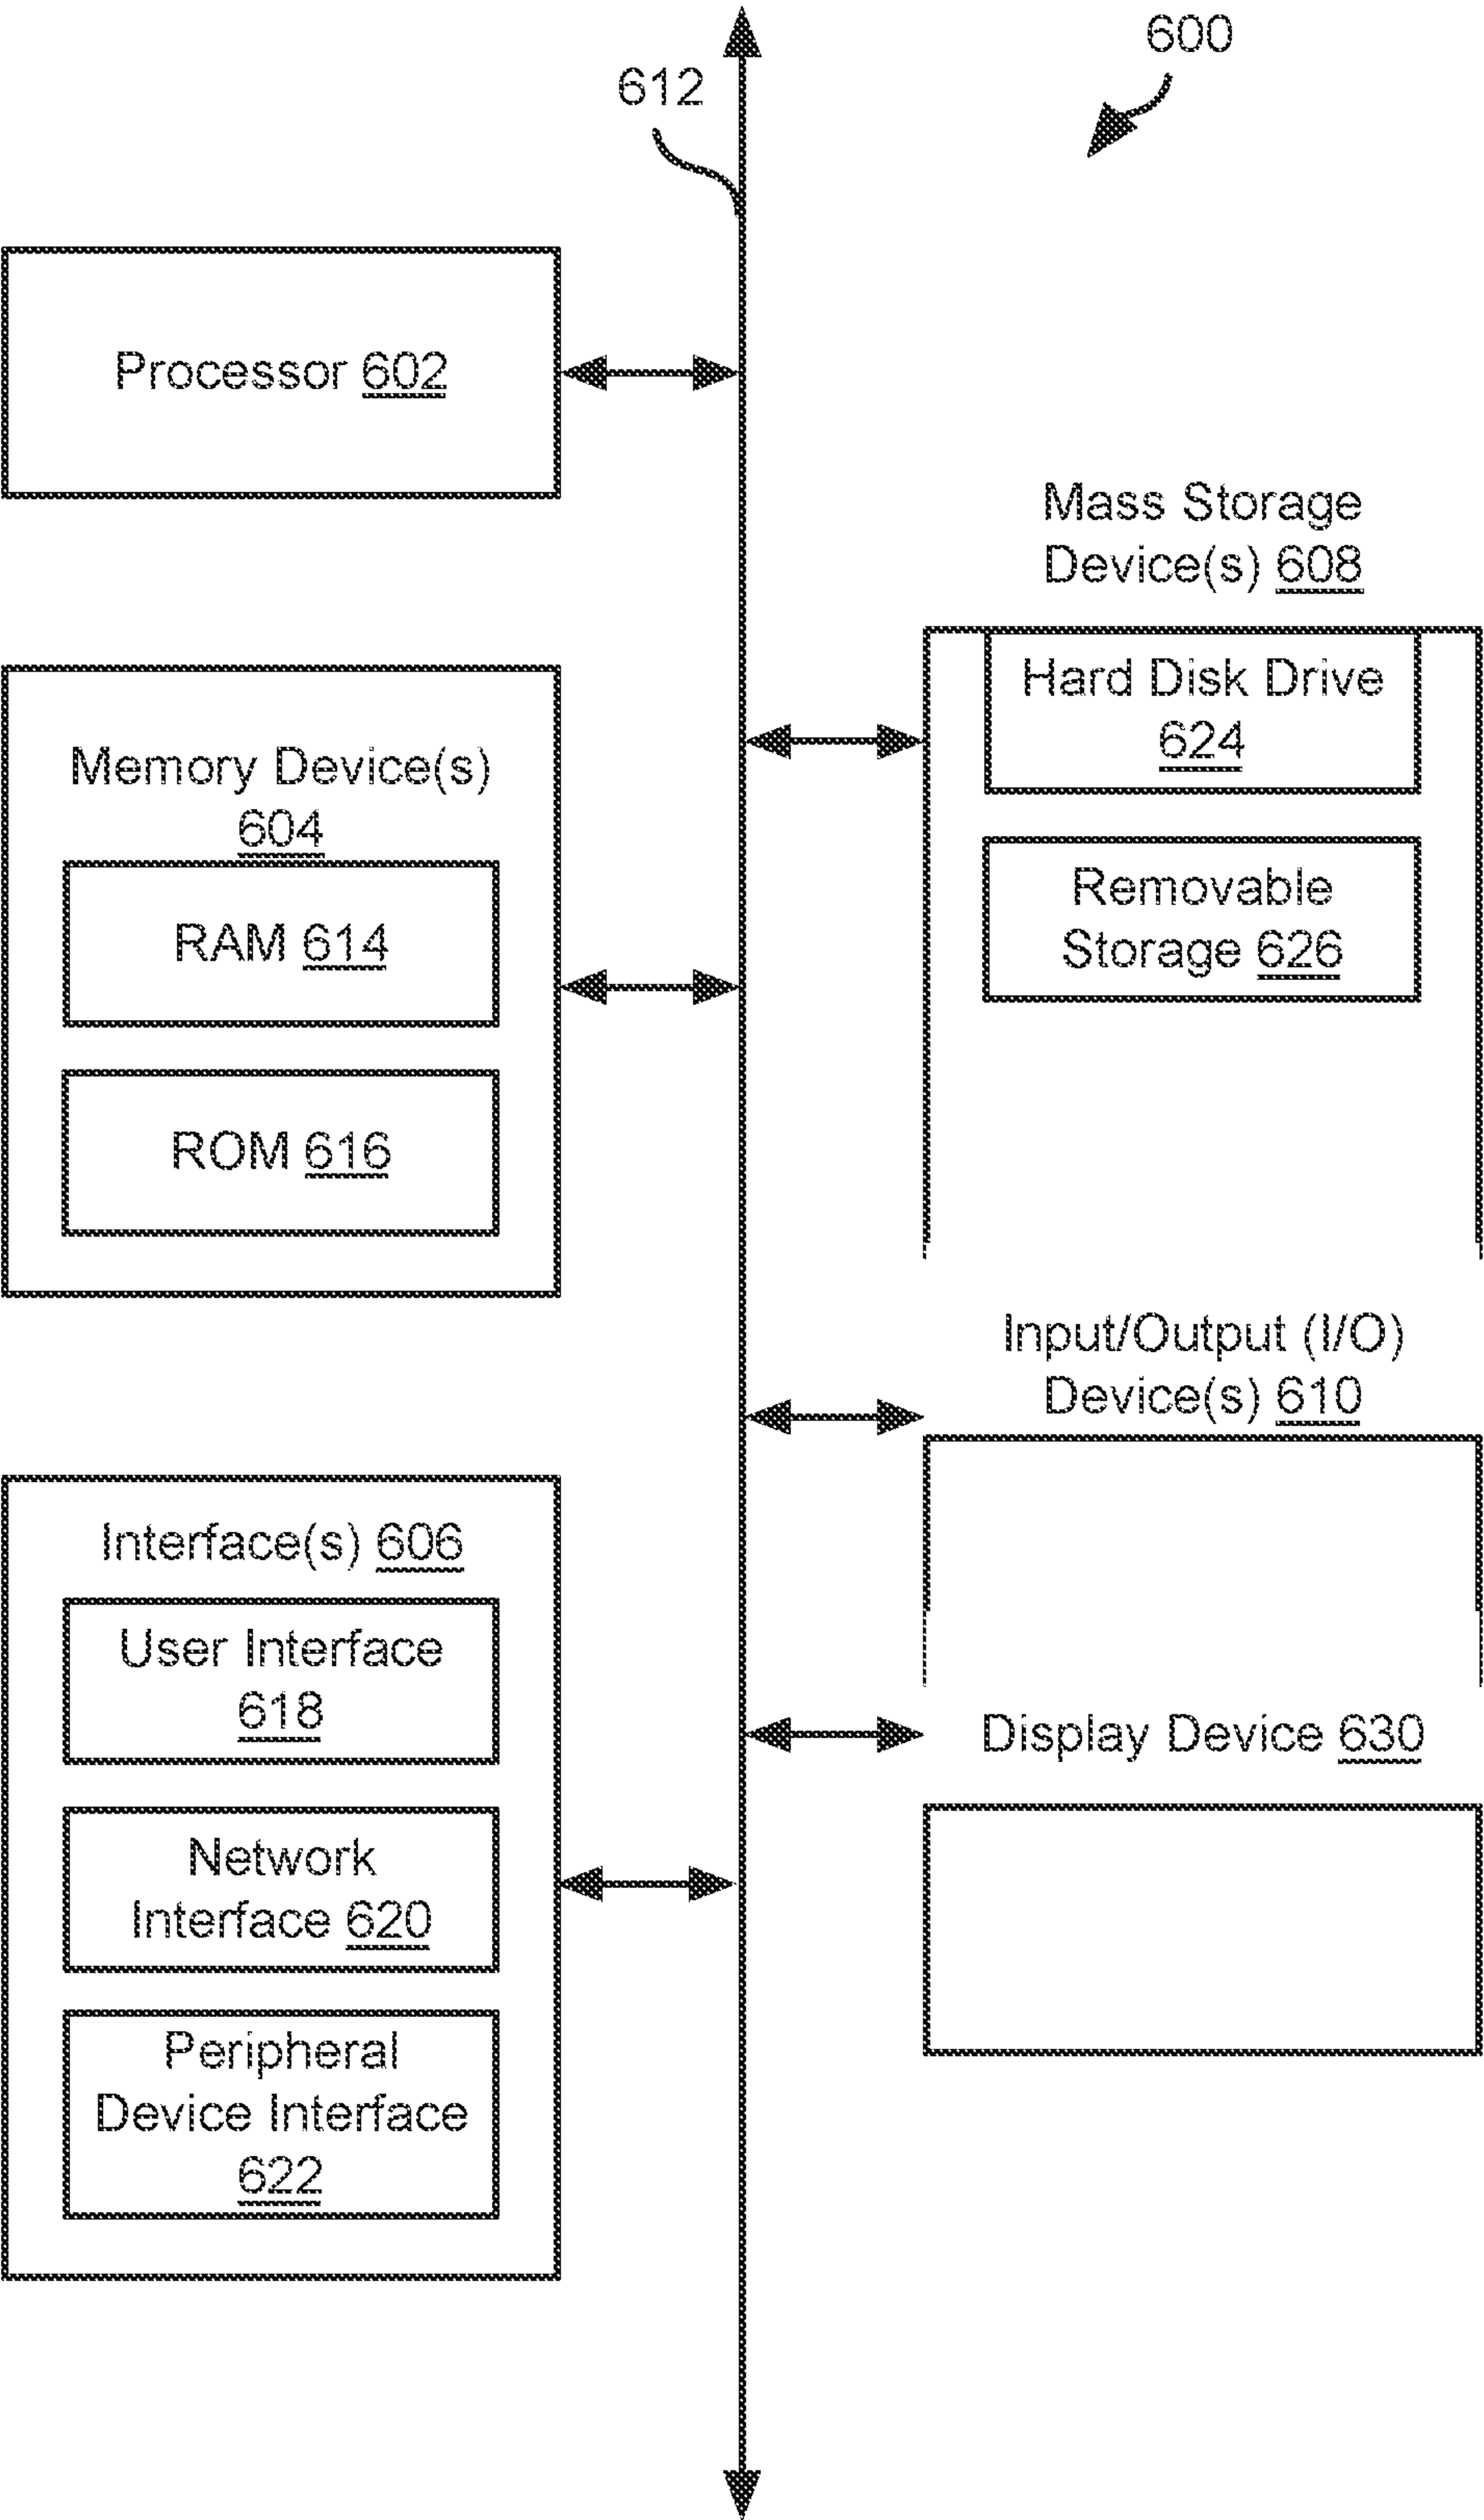 600
612
Processor 602
Mass Storage
Device(s) 608
Hard Disk Drive
624
Removable
Storage 626
Memory Device(s)
604
RAM 614
ROM 616
Input/Output (I/O)
Device(s) 610
Interface(s) 606
User Interface
618
Network
Interface 620
Peripheral
Device Interface
622
Display Device 630